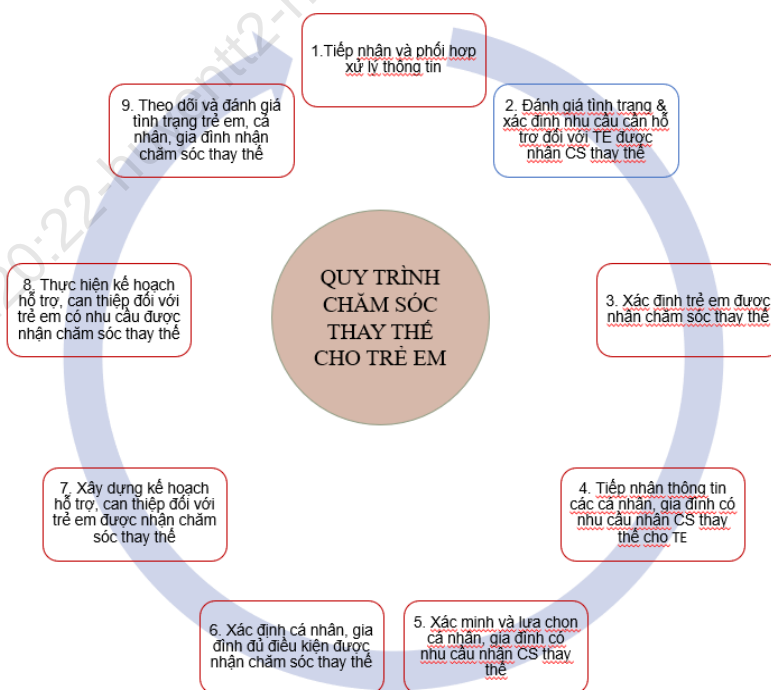 1.Tiếp nhận và phối hợp
xử lý thông tin
2. Đánh giá tình trạng &
xác định nhu cầu cần hỗ
trợ đối với TE được
nhận CS thay thế
3. Xác định trẻ em được
nhận chăm sóc thay thế
4. Tiếp nhận thông tin
các cá nhân, gia đình có
nhu cầu nhận CS thay
thế cho TE
5. Xác minh và lựa chọn
cá nhân, gia đình có
nhu cầu nhận CS thay
thế
6. Xác định cá nhân, gia
đình đủ điều kiện được
nhận chăm sóc thay thế
7. Xây dựng kế hoạch
hỗ trợ, can thiệp đối với
trẻ em được nhận chăm
sóc thay thế
8. Thực hiện kế hoạch
hỗ trợ, can thiệp đối với
trẻ em có nhu cầu được
nhận chăm sóc thay thế
9. Theo dõi và đánh giá
tình trạng trẻ em, cá
nhân, gia đình nhận
chăm sóc thay thế
QUY TRÌNH
CHĂM SÓC
THAY THẾ
CHO TRẺ EM